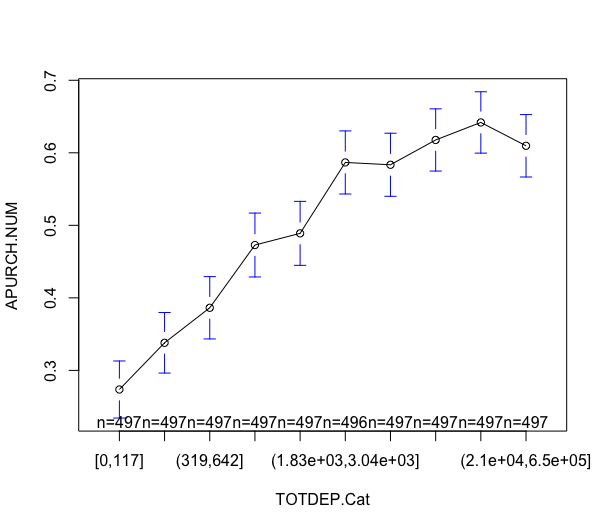 0.7
0.6
0.5
0.4
0.3
APURCH.NUM
n=497n=497n=497n=497n=497n=496n=497n=497n=497n=497
[0,117] (319,642] (1.83e+03,3.04e+03] (2.1e+04,6.5e+05]
TOTDEP.Cat